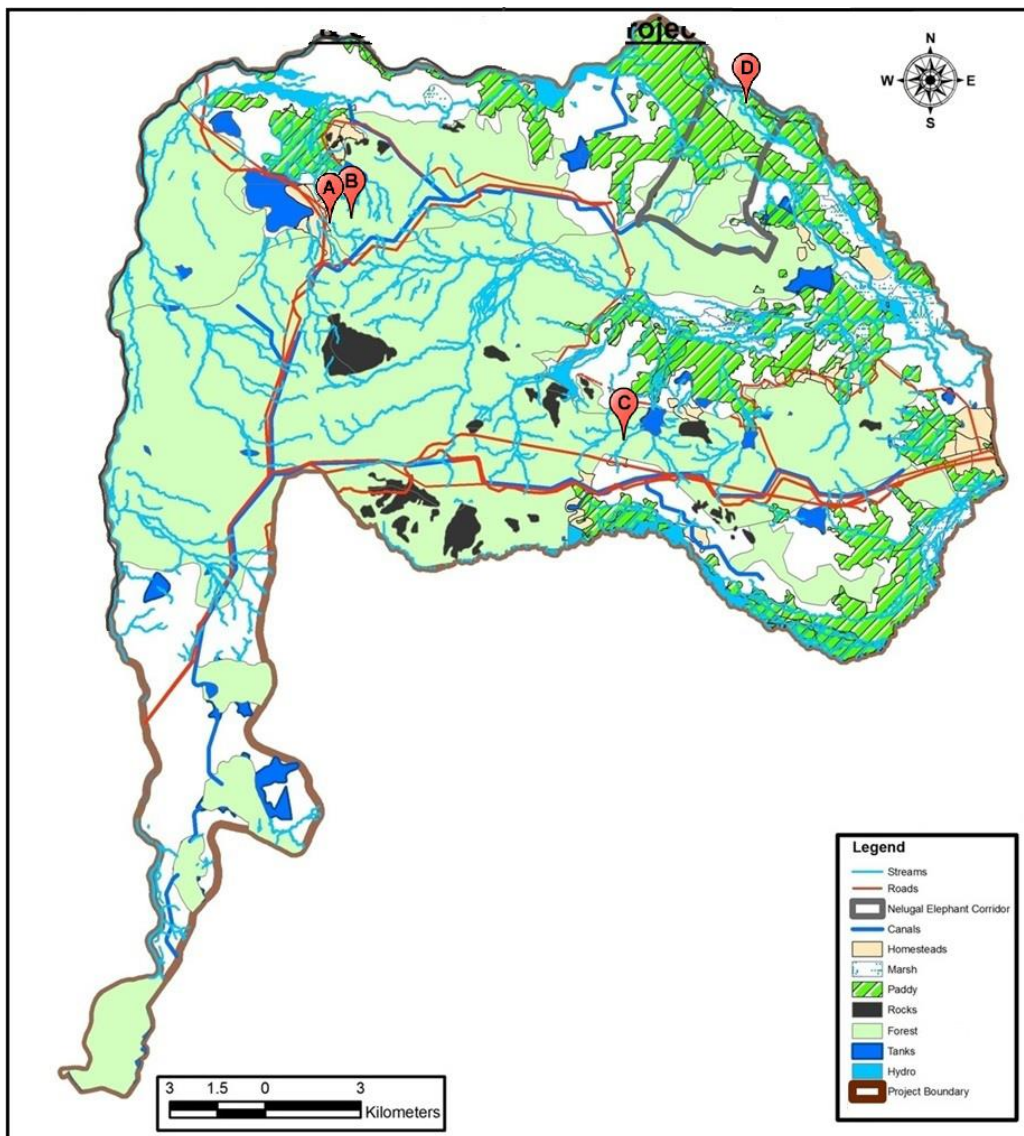 rojec
N
W E
S
D
A
B
C
Legend
Streams
Roads
Nelugal Elephant Corridor
Canals
Homesteads
Marsh
Paddy
Rocks
Forest
Tanks
Hydro
Project Boundary
3 1.5 0 3
Kilometers